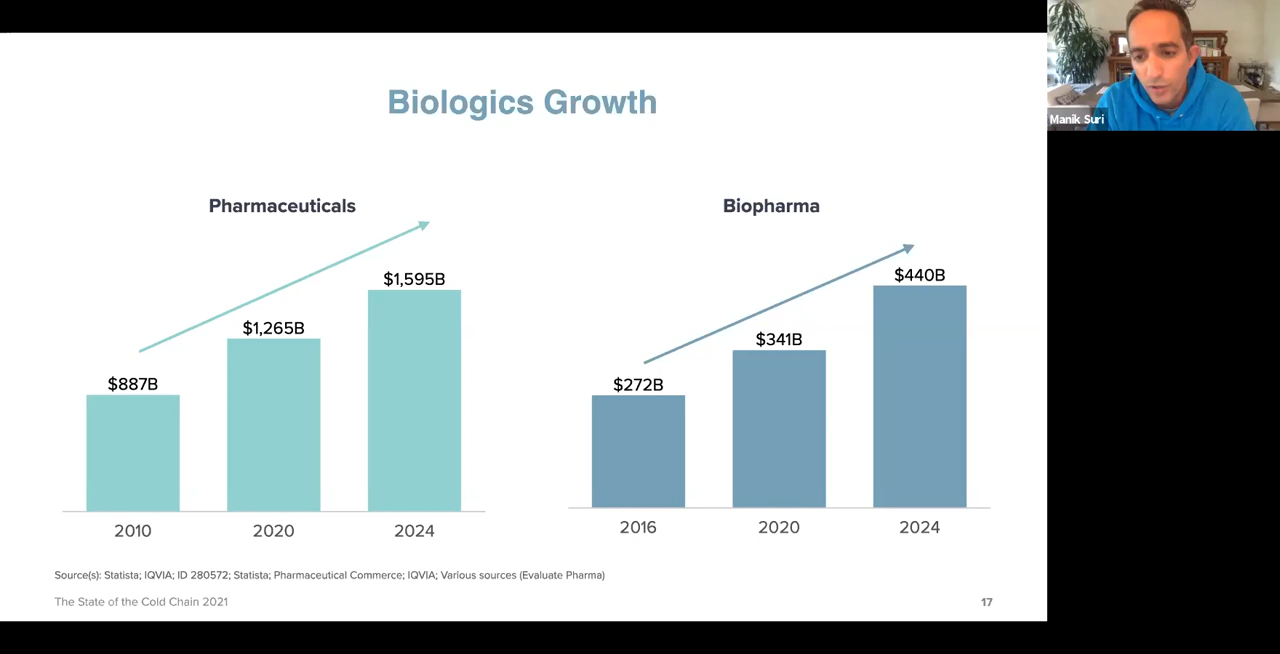 Biologics Growth
Manik Suri
Pharmaceuticals
Biopharma
$1,595B
$1,265B
$887B
2010 2020 2024
$440B
$341B
$272B
2016 2020 2024
Source(s): Statista; IQVIA; ID 280572; Statista; Pharmaceutical Commerce; IQVIA; Various sources (Evaluate Pharma)
The State of the Cold Chain 2021
17